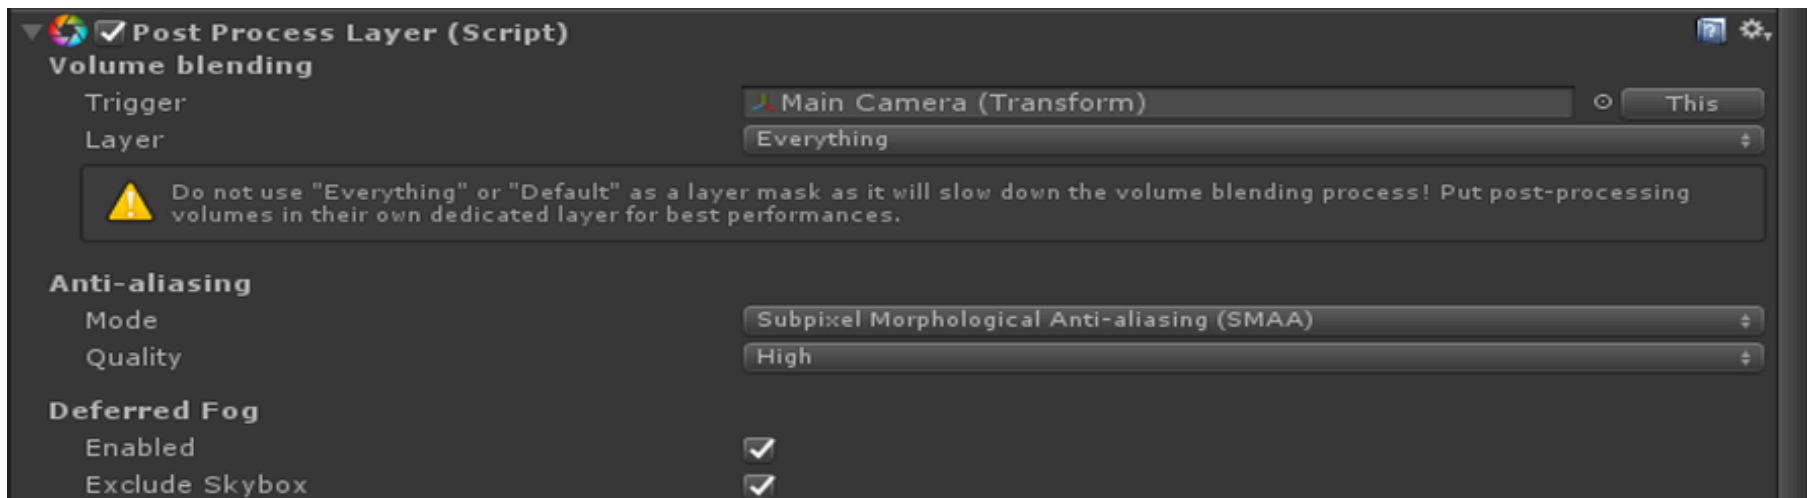 Post Process Layer (Script)
Volume blending
Trigger Main Camera (Transform) This
Layer Everything
Do not use "Everything" or "Default" as a layer mask as it will slow down the volume blending process! Put post-processing
volumes in their own dedicated layer for best performances.
Anti-aliasing
Mode Subpixel Morphological Anti-aliasing (SMAA)
Quality High
Deferred Fog
Enabled
Exclude Skybox